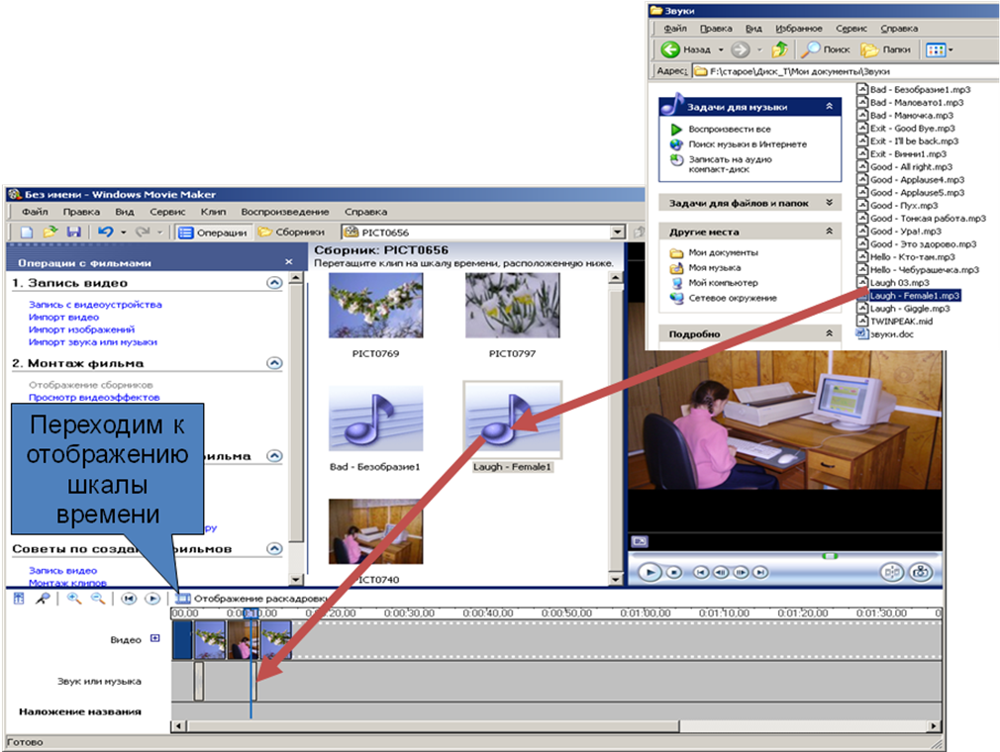 Звуки
Файл Правка Вид Избранное Сервис Справка
Назад Поиск Папки
Адрес: F:\старое\Диск_Т\Мои документы\Звуки
Задачи для музыки
Воспроизвести все
Поиск музыки в Интернете
Записать на аудио
компакт-диск
Задачи для файлов и папок
Другие места
Мои документы
Моя музыка
Мой компьютер
Сетевое окружение
Подробно
Bad - Безобразие1.mp3
Bad - Маловато1.mp3
Bad - Маночка.mp3
Exit - Good Bye.mp3
Exit - I'll be back.mp3
Exit - Винни1.mp3
Good - All right.mp3
Good - Applause4.mp3
Good - Applause5.mp3
Good - Пух.mp3
Good - Тонкая работа.mp3
Good - Ура!.mp3
Good - Это здорово.mp3
Hello - Кто-там.mp3
Hello - Чебурашечка.mp3
Laugh 03.mp3
Laugh - Female1.mp3
Laugh - Giggle.mp3
TWINPEAK.mid
звуки.doc
Без имени - Windows Movie Maker
Файл Правка Вид Сервис Клип Воспроизведение Справка
Операции Сборники PICT0656
Операции с фильмами
1. Запись видео
Запись с видеоустройства
Импорт видео
Импорт изображений
Импорт звука или музыки
2. Монтаж фильма
Отображение сборников
Просмотр видеоэффектов
фильма
ру
Советы по созда фильмов
Запись видео
Монтаж клипов
Переходим к
отображению
шкалы
времени
Сборник: PICT0656
Перетащите клип на шкалу времени, расположенную ниже.
PICT0769 PICT0797
Bad - Безобразие1 Laugh - Female1
PICT0740
Отображение раскадровки
00,00 0:00:10,00 0:00:20,00 0:00:30,00 0:00:40,00 0:00:50,00 0:01:00,00 0:01:10,00 0:01:20,00 0:01:30,00 0
Видео
Звук или музыка
Наложение названия
Готово